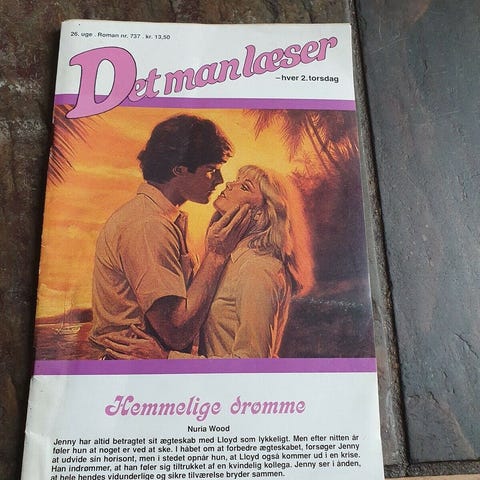 26. uge . Roman nr. 737 . kr. 13,50
Det man læser
– hver 2. torsdag
Hemmelige drømme
Nuria Wood
Jenny har altid betragtet sit ægteskab med Lloyd som lykkeligt. Men efter nitten år
føler hun at noget er ved at ske. I håbet om at forbedre ægteskabet, forsøger Jenny
at udvide sin horisont, men i stedet opnår hun, at Lloyd også kommer ud i en krise.
Han indrømmer, at han føler sig tiltrukket af en kvindelig kollega. Jenny ser i ånden,
at hele hendes vidunderlige og sikre tilværelse bryder sammen.